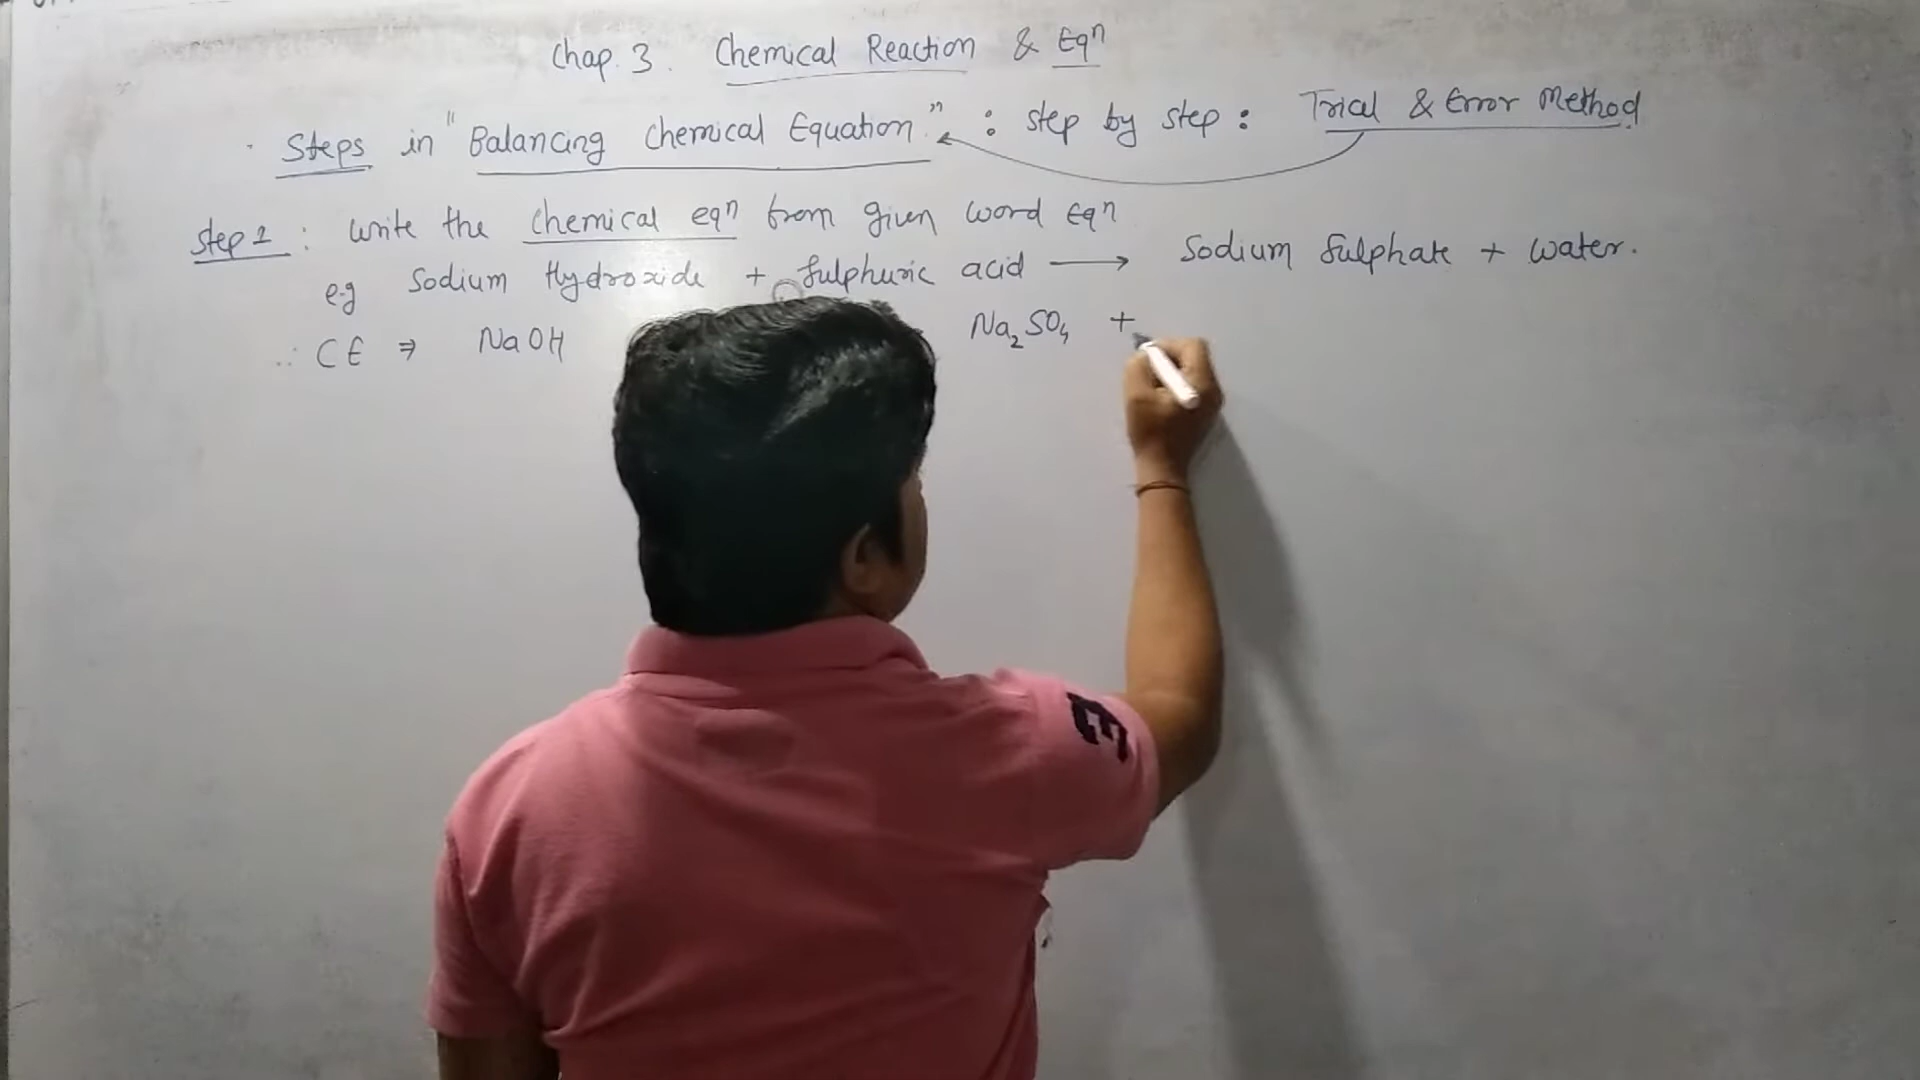 Chap. 3. Chemical Reaction & Eqⁿ
Steps in "Balancing Chemical Equation." : step by step : Trial & Error Method
Step 1 : Write the Chemical eqⁿ from given word Eqⁿ
e.g Sodium Hydroxide + Sulphuric acid ⟶ Sodium Sulphate + Water.
∴ CE ⇒ NaOH Na₂SO₄ +
E